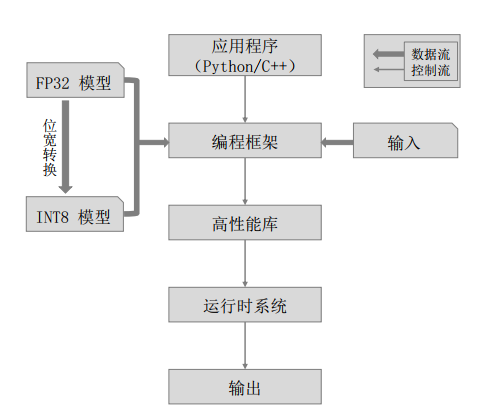 应用程序
（Python/C++）
数据流
控制流
FP32 模型
位宽转换
编程框架
输入
INT8 模型
高性能库
运行时系统
输出